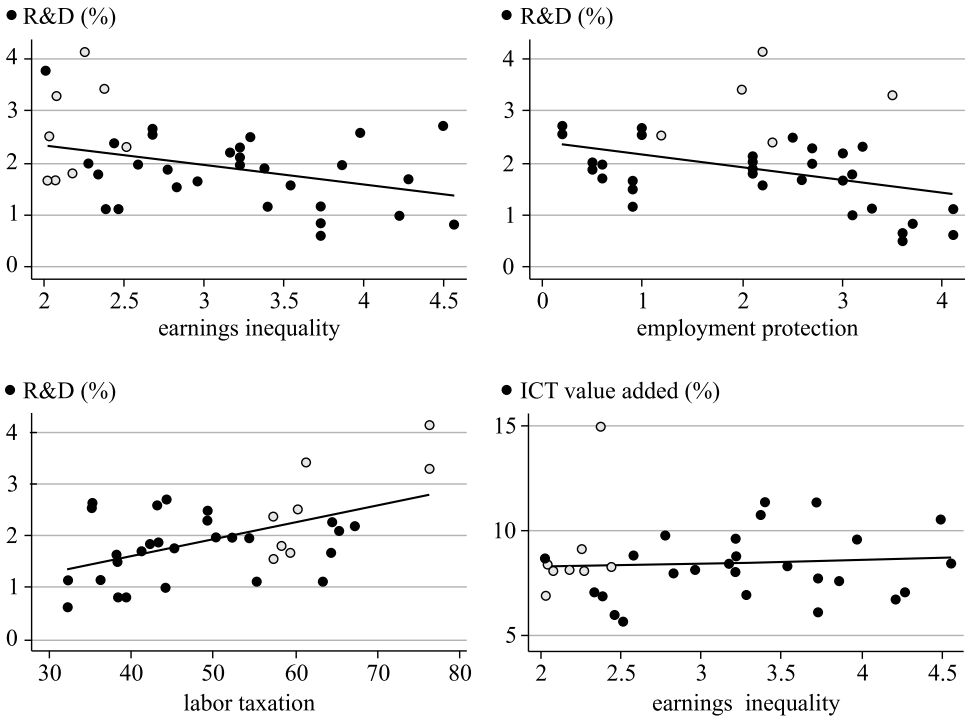 R&D (%)
4
3
2
1
0
2 2.5 3 3.5 4 4.5
earnings inequality
R&D (%)
4
3
2
1
0
0 1 2 3 4
employment protection
R&D (%)
4
3
2
1
0
30 40 50 60 70 80
labor taxation
ICT value added (%)
15
10
5
2 2.5 3 3.5 4 4.5
earnings inequality